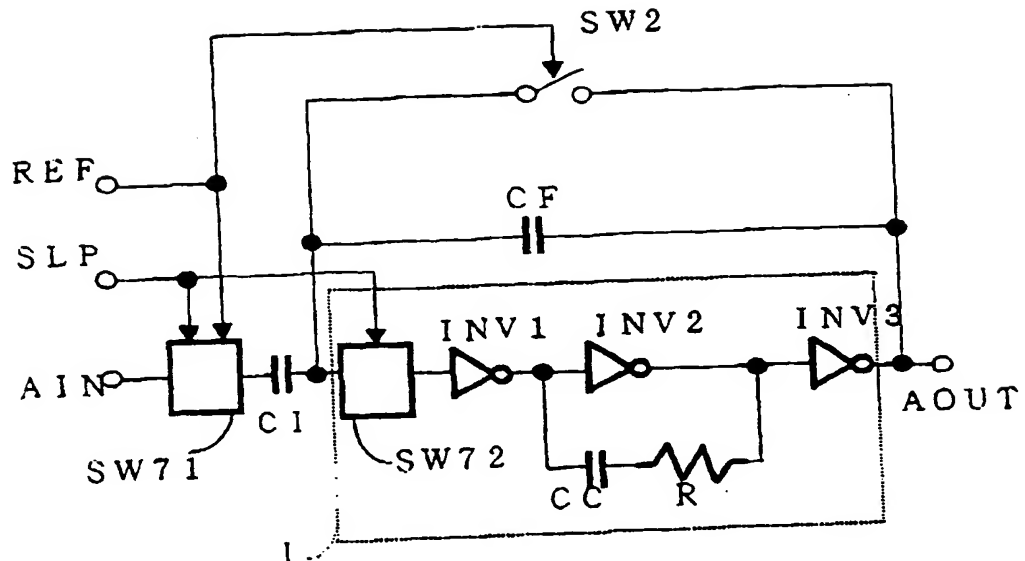 SW2
REF
CF
SLP
INV1
INV2
INV3
AIN
CI
AOUT
SW71
SW72
CC
R
I